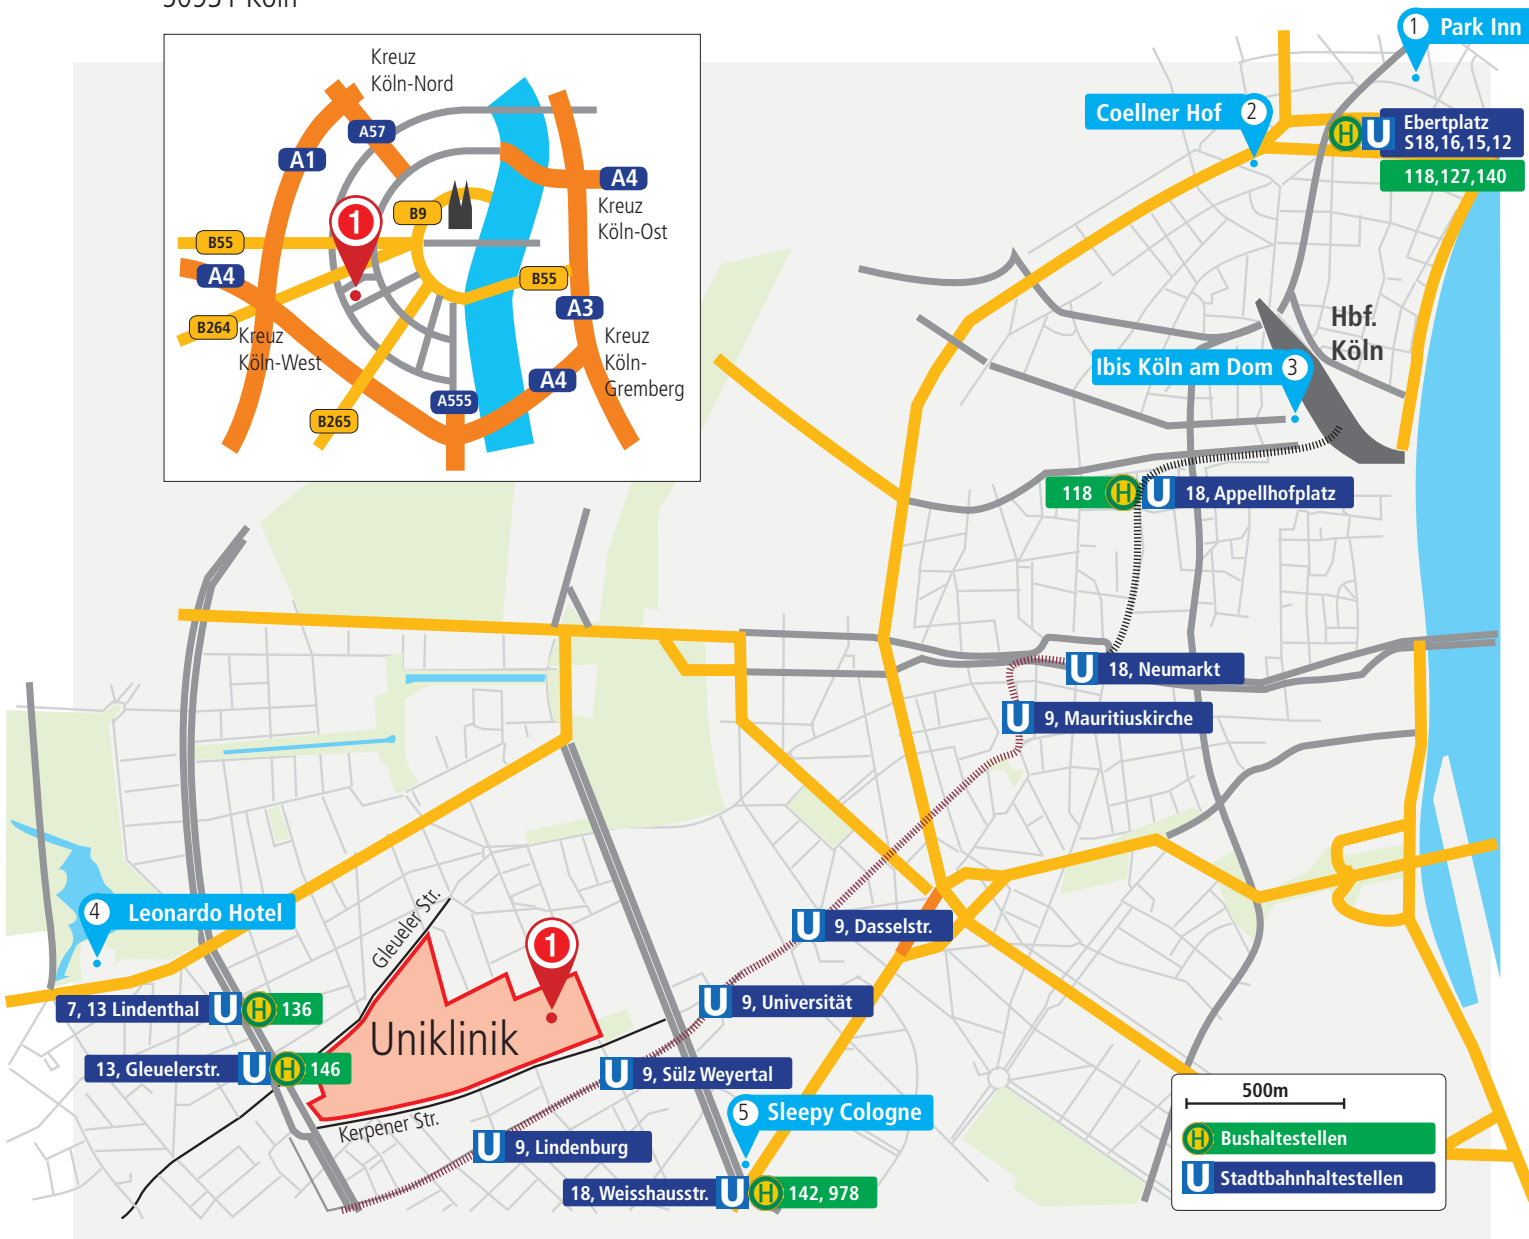 50931 Köln
Kreuz
Köln-Nord
A57
A1
A4
Kreuz
Köln-Ost
B9
1
B55
A4
B55
A3
B264
Kreuz
Köln-West
Kreuz
Köln-
Gremberg
A4
A555
B265
1 Park Inn
Coellner Hof 2
H U Ebertplatz
S18,16,15,12
118,127,140
Hbf.
Köln
Ibis Köln am Dom 3
118 H U 18, Appellhofplatz
U 18, Neumarkt
U 9, Mauritiuskirche
4 Leonardo Hotel
Gleueler Str.
1
U 9, Dasselstr.
7, 13 Lindenthal U H 136
U 9, Universität
Uniklinik
13, Gleuelerstr. U H 146
U 9, Sülz Weyertal
Kerpener Str.
5 Sleepy Cologne
U 9, Lindenburg
18, Weisshausstr. U H 142, 978
500m
H Bushaltestellen
U Stadtbahnhaltestellen